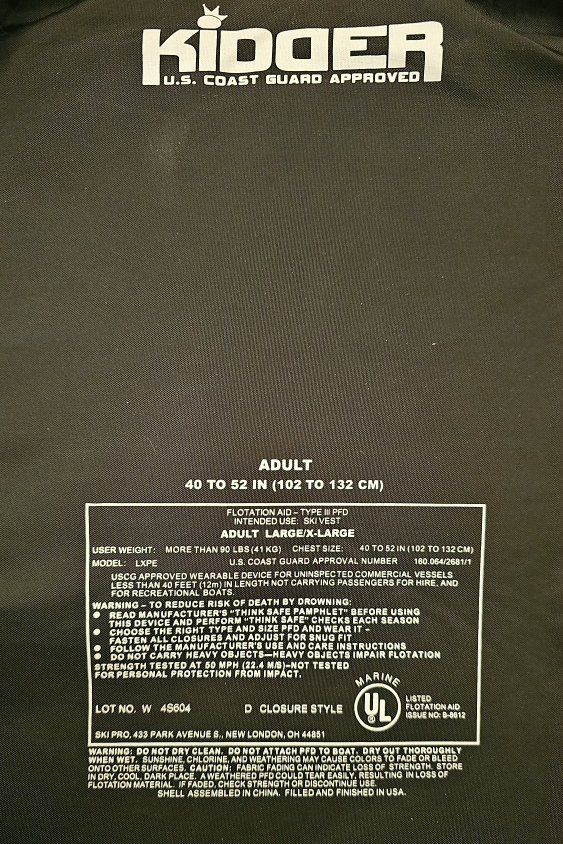 KIDDER
U.S. COAST GUARD APPROVED
ADULT
40 TO 52 IN (102 TO 132 CM)
FLOTATION AID – TYPE III PFD
INTENDED USE: SKI VEST
ADULT LARGE/X-LARGE
USER WEIGHT: MORE THAN 90 LBS (41 KG) CHEST SIZE: 40 TO 52 IN (102 TO 132 CM)
MODEL: LXPE U.S. COAST GUARD APPROVAL NUMBER 160.064/2681/1
USCG APPROVED WEARABLE DEVICE FOR UNINSPECTED COMMERCIAL VESSELS
LESS THAN 40 FEET (12m) IN LENGTH NOT CARRYING PASSENGERS FOR HIRE, AND
FOR RECREATIONAL BOATS.
WARNING – TO REDUCE RISK OF DEATH BY DROWNING:
● READ MANUFACTURER'S "THINK SAFE PAMPHLET" BEFORE USING
THIS DEVICE AND PERFORM "THINK SAFE" CHECKS EACH SEASON
● CHOOSE THE RIGHT TYPE AND SIZE PFD AND WEAR IT –
FASTEN ALL CLOSURES AND ADJUST FOR SNUG FIT
● FOLLOW THE MANUFACTURER'S USE AND CARE INSTRUCTIONS
● DO NOT CARRY HEAVY OBJECTS—HEAVY OBJECTS IMPAIR FLOTATION
STRENGTH TESTED AT 50 MPH (22.4 M/S)–NOT TESTED
FOR PERSONAL PROTECTION FROM IMPACT.
MARINE
UL
LISTED
FLOTATION AID
ISSUE NO: B-8612
LOT NO. W 4S604 D CLOSURE STYLE
SKI PRO, 433 PARK AVENUE S., NEW LONDON, OH 44851
WARNING: DO NOT DRY CLEAN. DO NOT ATTACH PFD TO BOAT. DRY OUT THOROUGHLY
WHEN WET. SUNSHINE, CHLORINE, AND WEATHERING MAY CAUSE COLORS TO FADE OR BLEED
ONTO OTHER SURFACES. CAUTION: FABRIC FADING CAN INDICATE LOSS OF STRENGTH. STORE
IN DRY, COOL, DARK PLACE. A WEATHERED PFD COULD TEAR EASILY, RESULTING IN LOSS OF
FLOTATION MATERIAL. IF FADED, CHECK STRENGTH OR DISCONTINUE USE.
SHELL ASSEMBLED IN CHINA. FILLED AND FINISHED IN USA.